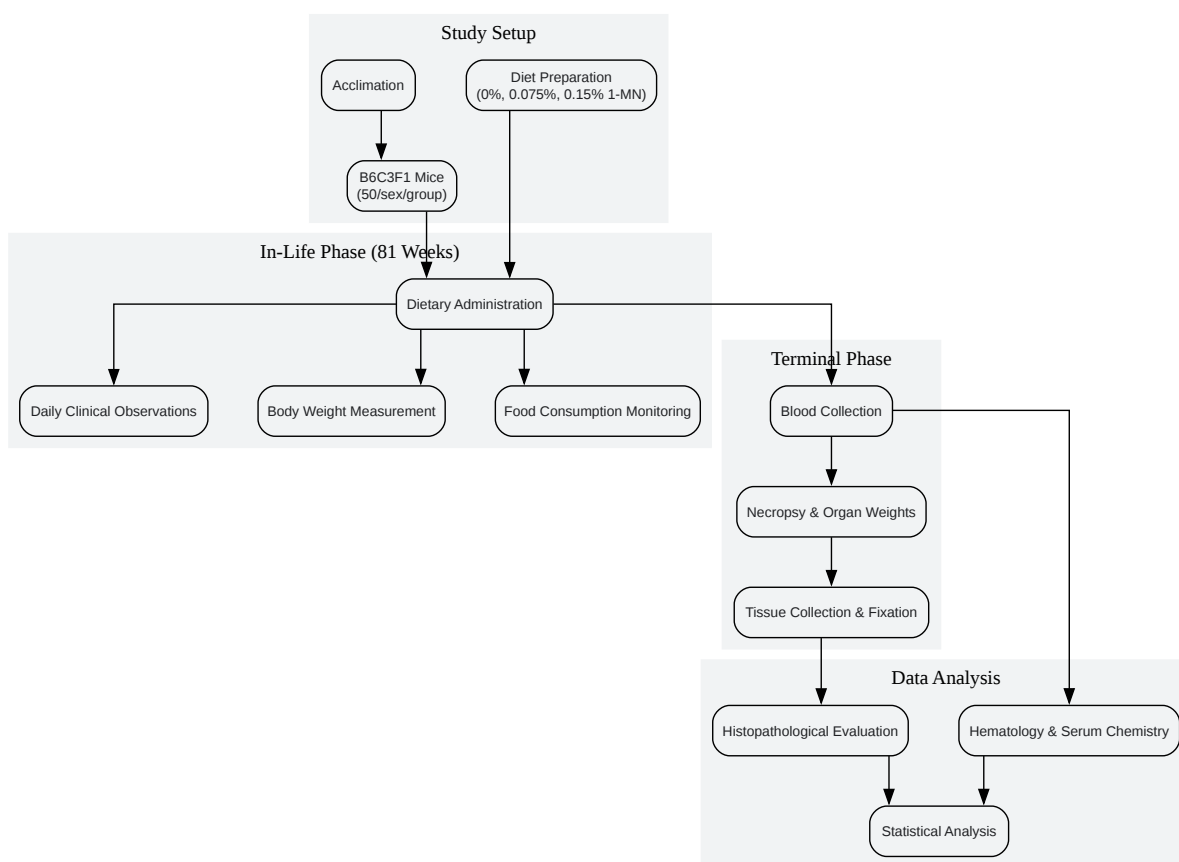 Study Setup
Acclimation
Diet Preparation
(0%, 0.075%, 0.15% 1-MN)
B6C3F1 Mice
(50/sex/group)
In-Life Phase (81 Weeks)
Dietary Administration
Daily Clinical Observations
Body Weight Measurement
Food Consumption Monitoring
Terminal Phase
Blood Collection
Necropsy & Organ Weights
Tissue Collection & Fixation
Data Analysis
Histopathological Evaluation
Hematology & Serum Chemistry
Statistical Analysis